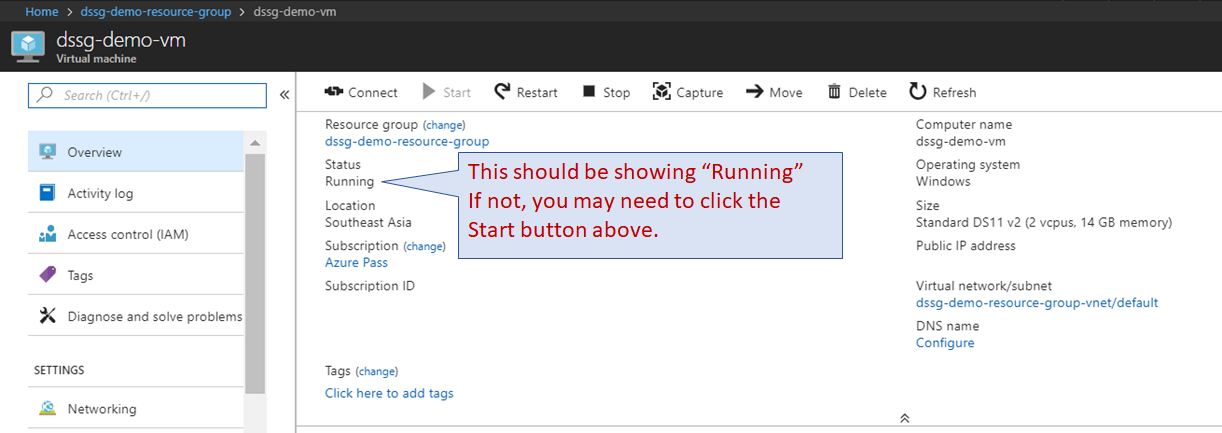 Home > dssg-demo-resource-group > dssg-demo-vm
dssg-demo-vm
Virtual machine
Search (Ctrl+/)
«
Overview
Activity log
Access control (IAM)
Tags
Diagnose and solve problems
SETTINGS
Networking
Connect Start Restart Stop Capture Move Delete Refresh
Resource group (change)
dssg-demo-resource-group
Status
Running
Location
Southeast Asia
Subscription (change)
Azure Pass
Subscription ID
Tags (change)
Click here to add tags
This should be showing “Running”
If not, you may need to click the
Start button above.
Computer name
dssg-demo-vm
Operating system
Windows
Size
Standard DS11 v2 (2 vcpus, 14 GB memory)
Public IP address
Virtual network/subnet
dssg-demo-resource-group-vnet/default
DNS name
Configure